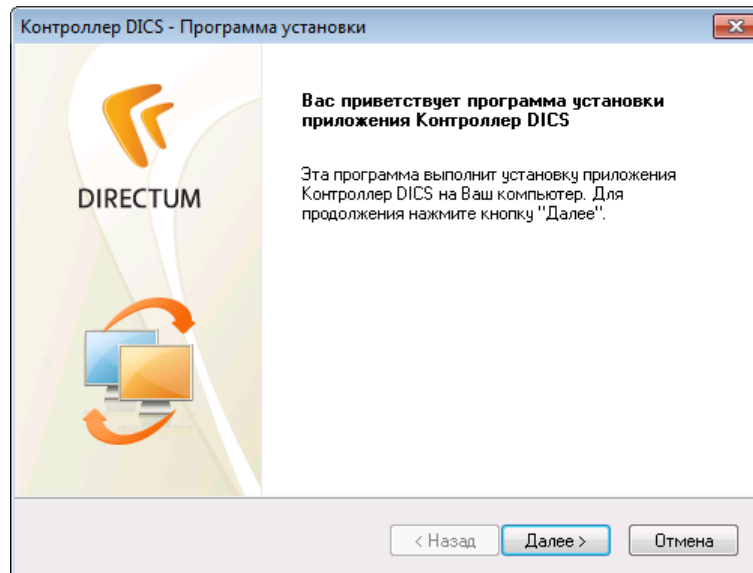 Контроллер DICS - Программа установки
DIRECTUM
Вас приветствует программа установки
приложения Контроллер DICS
Эта программа выполнит установку приложения
Контроллер DICS на Ваш компьютер. Для
продолжения нажмите кнопку "Далее".
< Назад
Далее >
Отмена